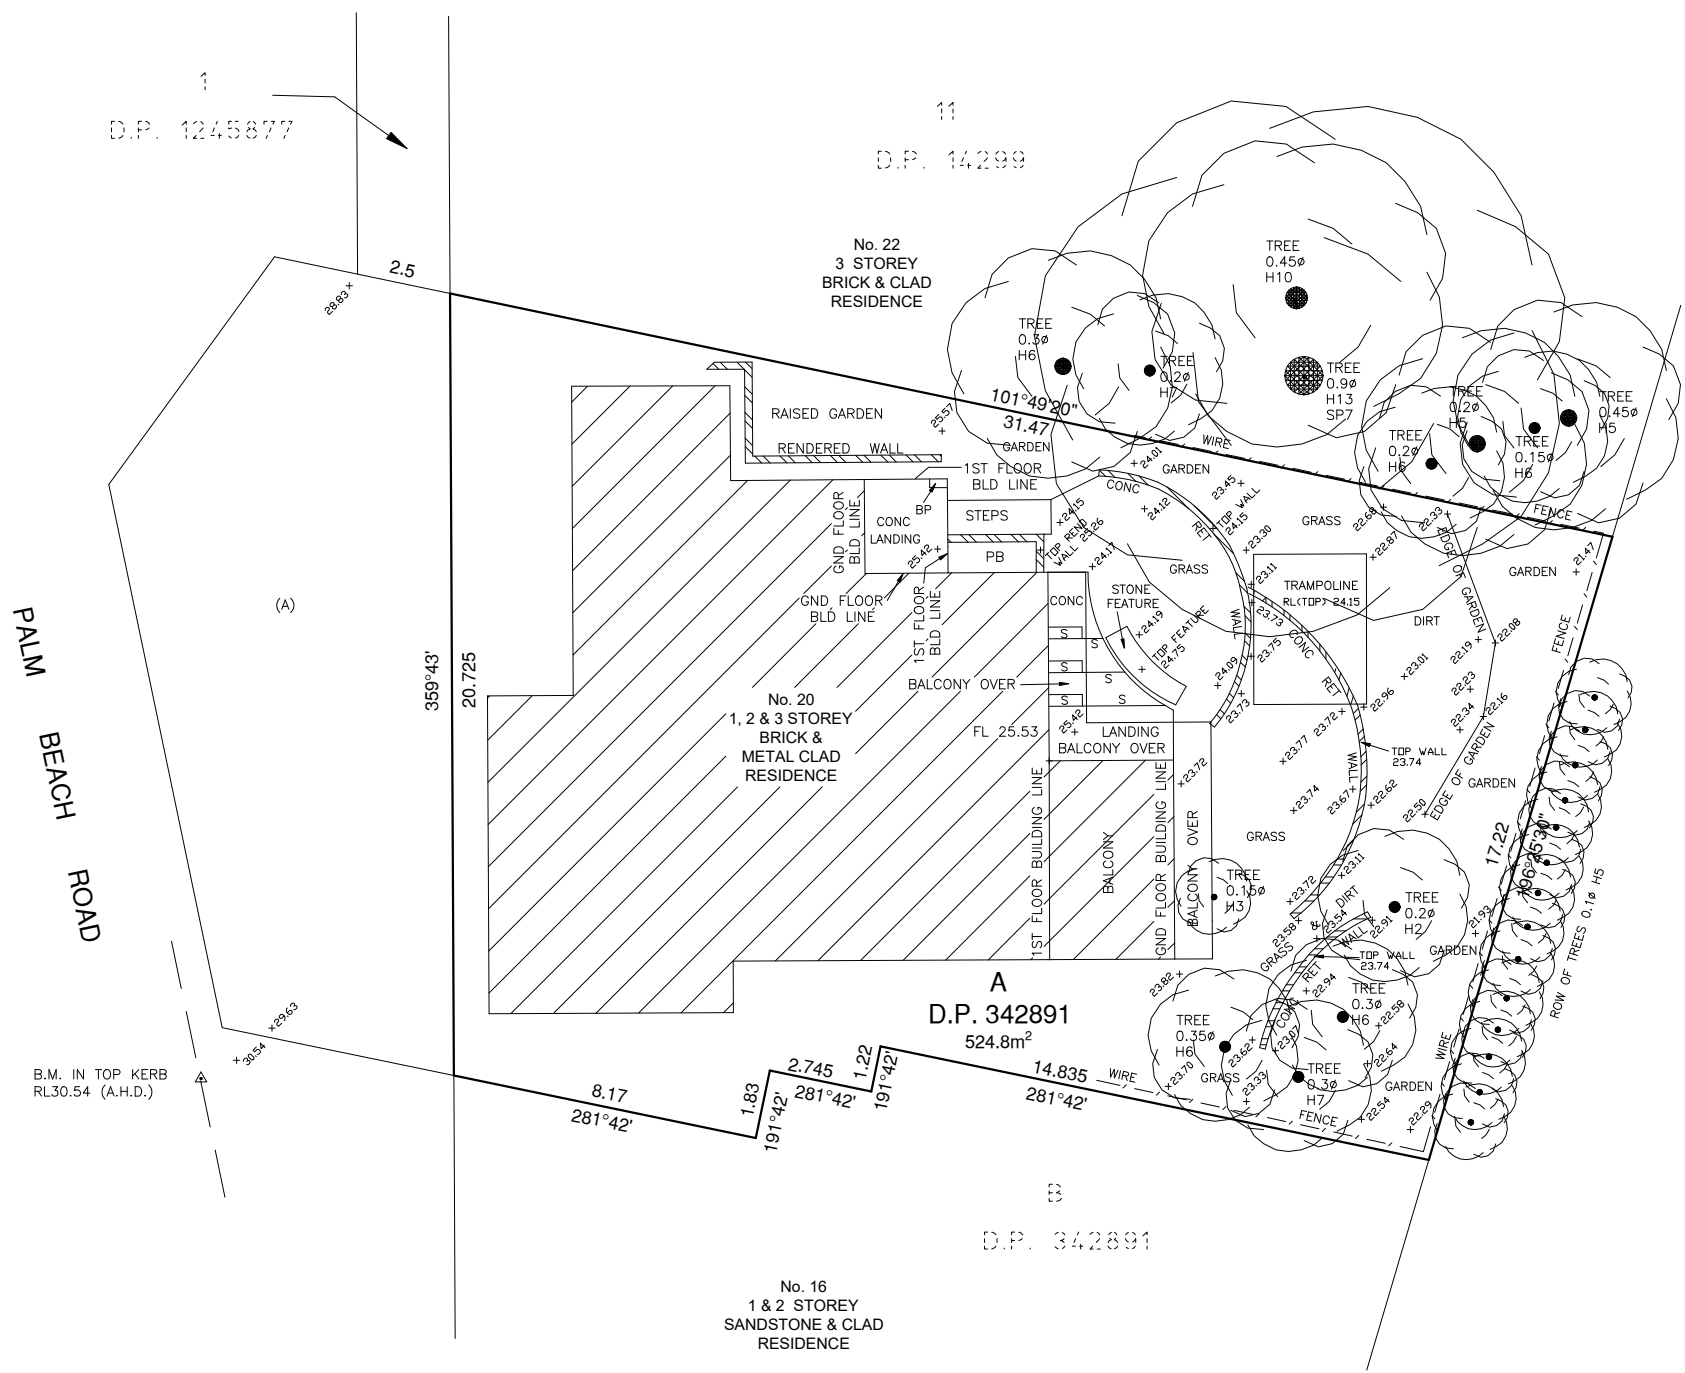 1
D.P. 1245877
11
D.P. 14299
No. 22
3 STOREY
BRICK & CLAD
RESIDENCE
2.5
28.83
TREE
0.45ø
H10
TREE
0.3ø
H6
TREE
0.2ø
H7
TREE
0.9ø
H13
SP7
TREE
0.2ø
H5
TREE
0.45ø
H5
TREE
0.2ø
H6
TREE
0.15ø
H6
101°49'20"
31.47
WIRE
FENCE
25.57
RAISED GARDEN
RENDERED WALL
GARDEN
24.01
GARDEN
1ST FLOOR
BLD LINE
CONC
23.45
TOP WALL
24.15
24.12
RET
23.30
GRASS
22.68
22.33
22.87
EDGE OF GARDEN
GARDEN
21.47
BP
STEPS
CONC
LANDING
25.42
PB
GND FLOOR
BLD LINE
24.15
TOP REND
WALL 25.26
24.17
GRASS
23.11
TRAMPOLINE
RL(TOP) 24.15
GND FLOOR
BLD LINE
1ST FLOOR
BLD LINE
CONC
STONE
FEATURE
24.19
TOP FEATURE
24.75
WALL
23.73
CONC
23.75
DIRT
FENCE
22.08
22.19
23.01
22.23
22.16
22.34
S
S
S
S
S
S
BALCONY OVER
24.09
23.73
RET
22.96
23.72
(A)
PALM BEACH ROAD
359°43'
20.725
No. 20
1, 2 & 3 STOREY
BRICK &
METAL CLAD
RESIDENCE
FL 25.53
25.42
LANDING
BALCONY OVER
23.77
TOP WALL
23.74
EDGE OF GARDEN
GARDEN
23.72
WALL
23.74
23.67
22.62
22.50
GRASS
1ST FLOOR BUILDING LINE
BALCONY
GND FLOOR BUILDING LINE
BALCONY OVER
17.22
196°25'30"
23.11
TREE
0.15ø
H3
23.72
DIRT
&
GRASS
23.58
23.54
22.91
TREE
0.2ø
H2
21.93
ROW OF TREES 0.1ø H5
WALL
TOP WALL
23.74
GARDEN
RET
CONC
22.94
23.82
A
D.P. 342891
524.8m²
TREE
0.3ø
H6
22.58
TREE
0.35ø
H6
23.62
23.07
22.64
WIRE
23.70
GRASS
23.33
TREE
0.3ø
H7
GARDEN
22.54
22.29
29.63
30.54
B.M. IN TOP KERB
RL30.54 (A.H.D.)
8.17
281°42'
1.83
191°42'
2.745
281°42'
1.22
191°42'
14.835
281°42'
WIRE
FENCE
B
D.P. 342891
No. 16
1 & 2 STOREY
SANDSTONE & CLAD
RESIDENCE